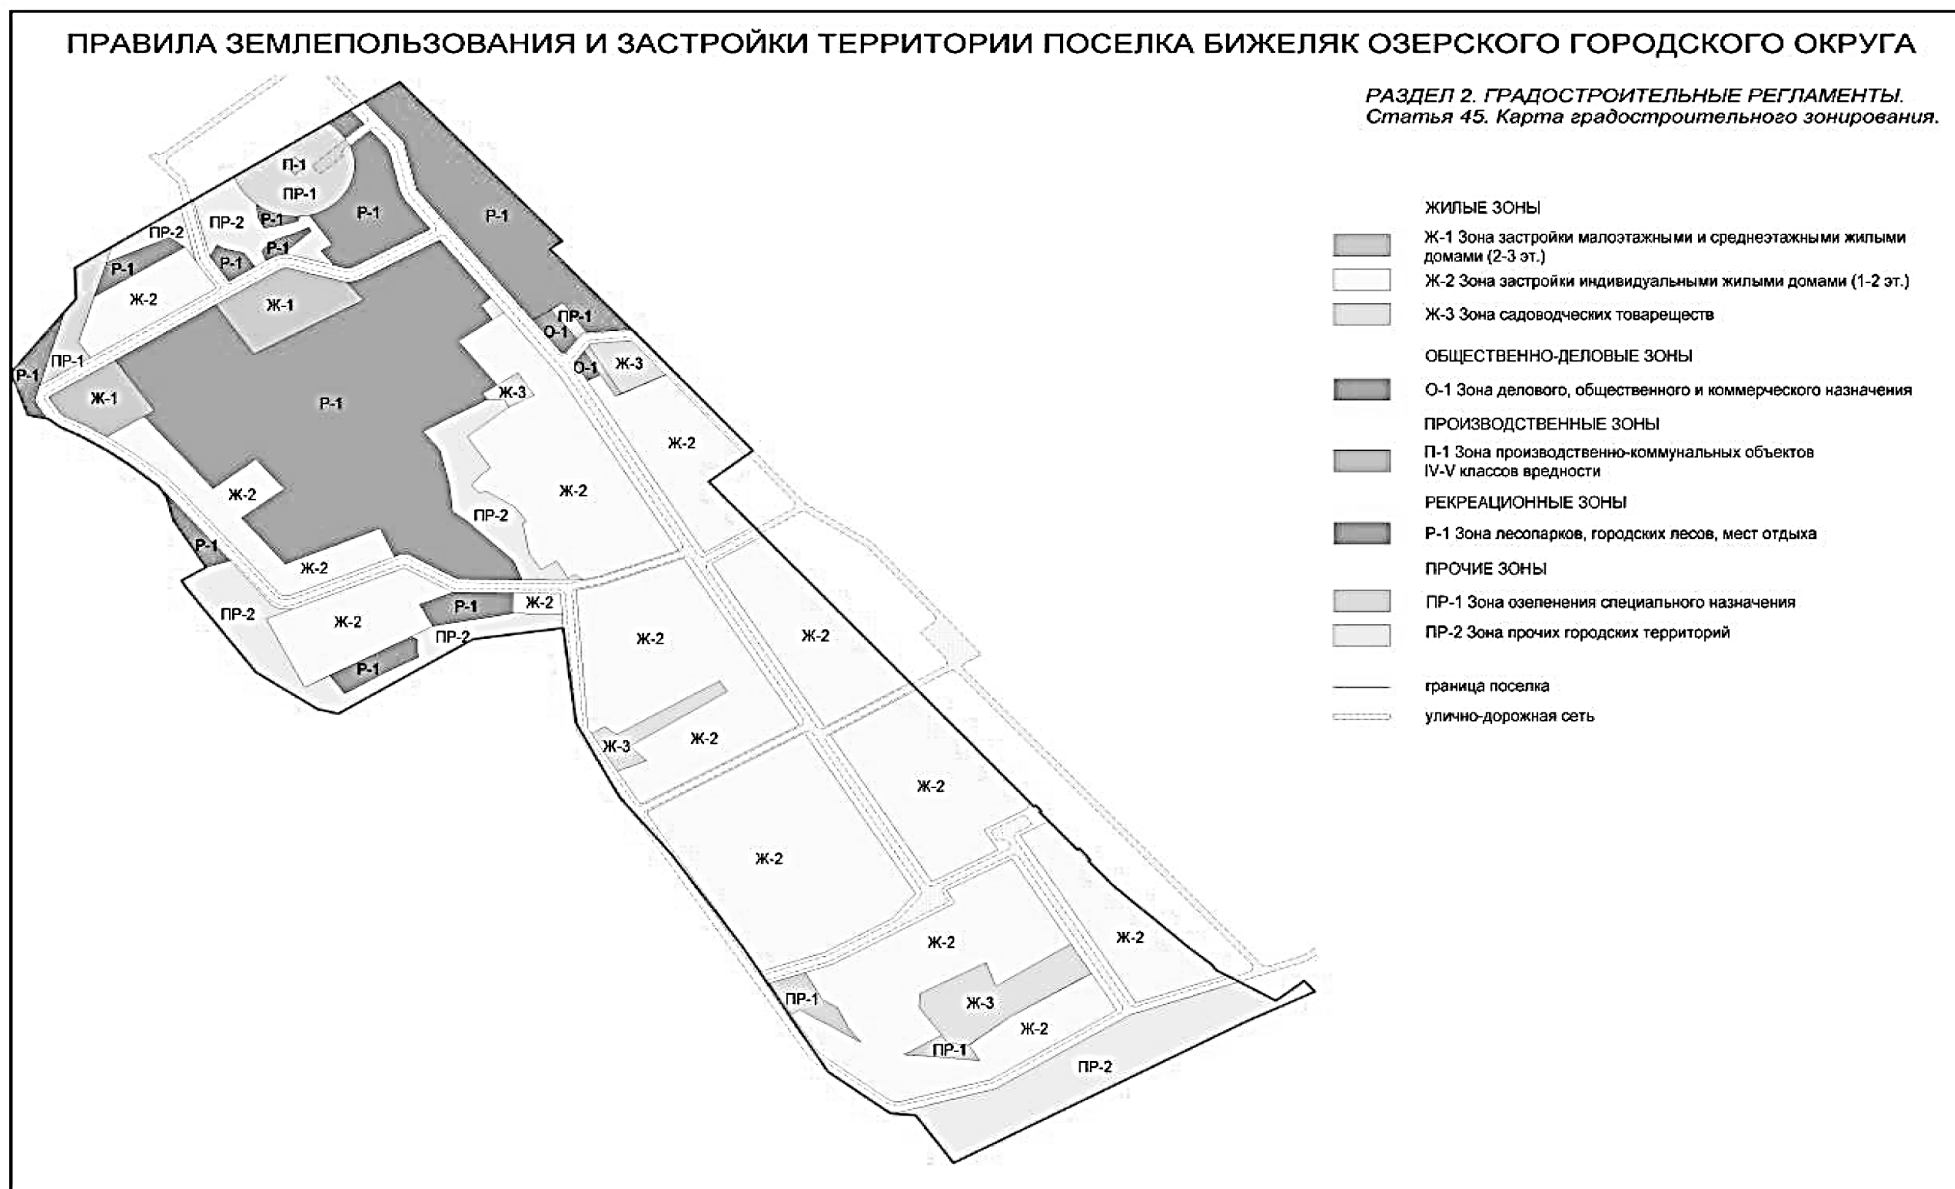 ПРАВИЛА ЗЕМЛЕПОЛЬЗОВАНИЯ И ЗАСТРОЙКИ ТЕРРИТОРИИ ПОСЕЛКА БИЖЕЛЯК ОЗЕРСКОГО ГОРОДСКОГО ОКРУГА
РАЗДЕЛ 2. ГРАДОСТРОИТЕЛЬНЫЕ РЕГЛАМЕНТЫ.
Статья 45. Карта градостроительного зонирования.
ЖИЛЫЕ ЗОНЫ
Ж-1 Зона застройки малоэтажными и среднеэтажными жилыми
домами (2-3 эт.)
Ж-2 Зона застройки индивидуальными жилыми домами (1-2 эт.)
Ж-3 Зона садоводческих товареществ
ОБЩЕСТВЕННО-ДЕЛОВЫЕ ЗОНЫ
О-1 Зона делового, общественного и коммерческого назначения
ПРОИЗВОДСТВЕННЫЕ ЗОНЫ
П-1 Зона производственно-коммунальных объектов
IV-V классов вредности
РЕКРЕАЦИОННЫЕ ЗОНЫ
Р-1 Зона лесопарков, городских лесов, мест отдыха
ПРОЧИЕ ЗОНЫ
ПР-1 Зона озеленения специального назначения
ПР-2 Зона прочих городских территорий
граница поселка
улично-дорожная сеть
П-1
ПР-1
Р-1
Р-1
ПР-2
Р-1
ПР-2
Р-1
Р-1
Р-1
Ж-2
Ж-1
ПР-1
О-1
ПР-1
Р-1
Ж-3
О-1
Ж-1
Р-1
Ж-3
Ж-2
Ж-2
Ж-2
ПР-2
Р-1
Ж-2
ПР-2
Ж-2
Р-1
Ж-2
ПР-2
Р-1
Ж-2
Ж-2
Ж-3
Ж-2
Ж-2
Ж-2
Ж-2
Ж-2
ПР-1
Ж-3
Ж-2
ПР-1
ПР-2